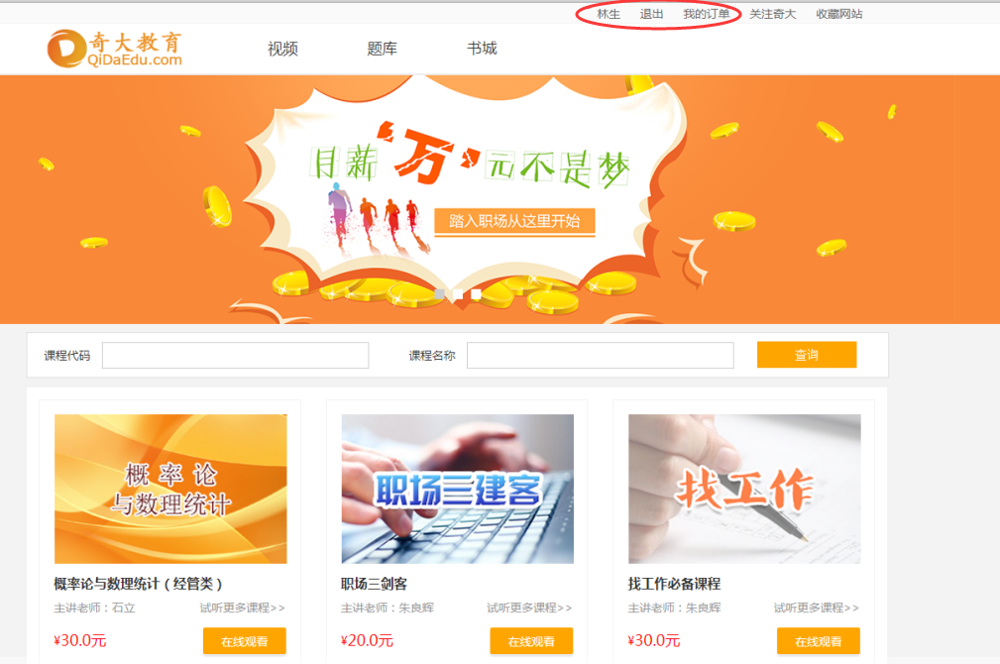 林生 退出 我的订单 关注奇大 收藏网站
奇大教育
QiDaEdu.com
视频 题库 书城
月薪‘万’元不是梦
踏入职场从这里开始
课程代码 课程名称 查询
概率论
与数理统计
职场三建客
找工作
概率论与数理统计（经管类） 职场三剑客 找工作必备课程
主讲老师：石立 试听更多课程>> 主讲老师：朱良辉 试听更多课程>> 主讲老师：朱良辉 试听更多课程>>
¥30.0元 在线观看 ¥20.0元 在线观看 ¥30.0元 在线观看